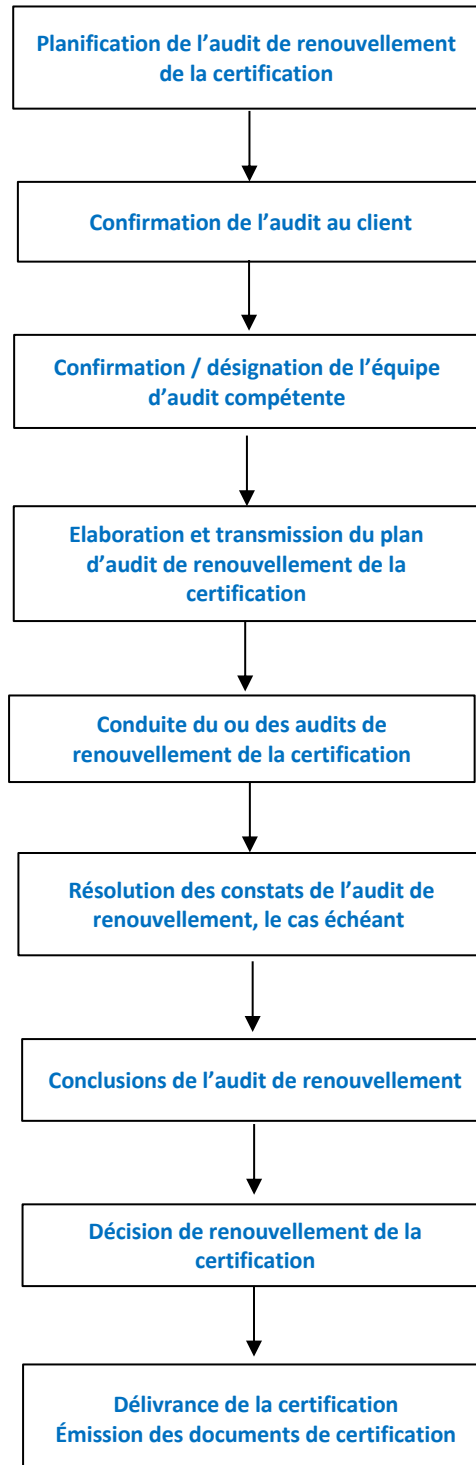 Planification de l’audit de renouvellement
de la certification
Confirmation de l’audit au client
Confirmation / désignation de l’équipe
d’audit compétente
Elaboration et transmission du plan
d’audit de renouvellement de la
certification
Conduite du ou des audits de
renouvellement de la certification
Résolution des constats de l’audit de
renouvellement, le cas échéant
Conclusions de l’audit de renouvellement
Décision de renouvellement de la
certification
Délivrance de la certification
Émission des documents de certification